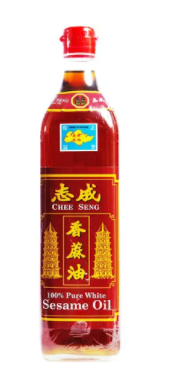 志成
CHEE SENG
香
麻
油
100% Pure White
Sesame Oil